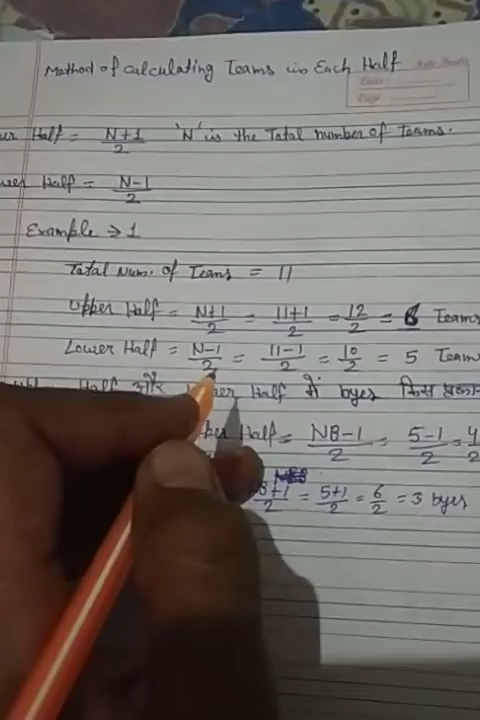 Method of calculating Teams in Each Half
Half = N+1/2 'N' is the Total number of Teams.
Half = N-1/2
Example → 1
Total Num. of Teams = 11
Upper Half = N+1/2 = 11+1/2 = 12/2 = 6 Teams
Lower Half = N-1/2 = 11-1/2 = 10/2 = 5 Team
Half और Half में byes किस
Half = NB-1/2 = 5-1/2 = 4/2
B+1/2 = 5+1/2 = 6/2 = 3 byes